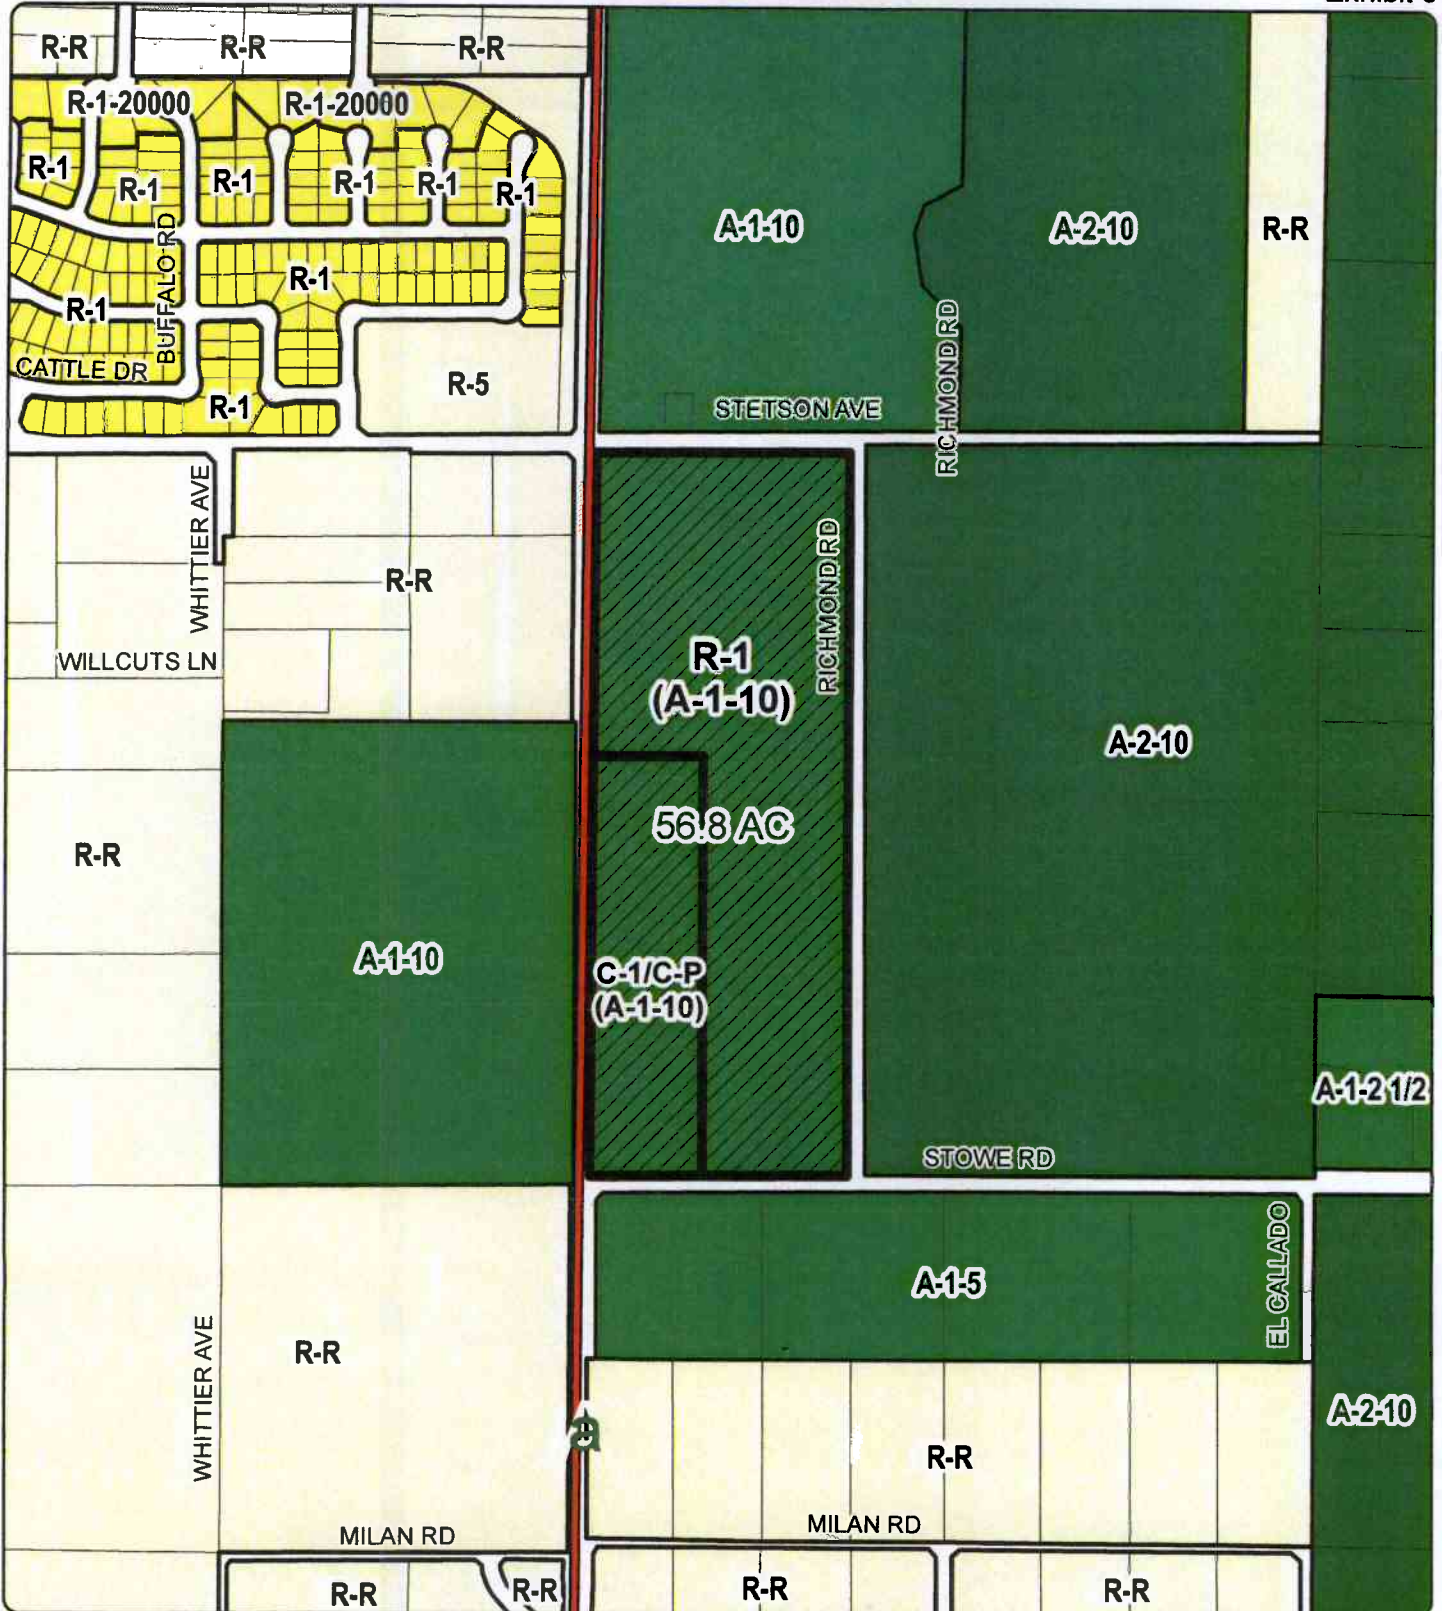 R-R
R-R
R-R
R-1-20000
R-1-20000
R-1
R-1
R-1
R-1
R-1
R-1
A-1-10
A-2-10
R-R
BUFFALO RD
R-1
R-1
CATTLE DR
R-5
R-1
STETSON AVE
RICHMOND RD
WHITTIER AVE
R-R
RICHMOND RD
WILLCUTS LN
R-1
(A-1-10)
A-2-10
56.8 AC
R-R
A-1-10
C-1/C-P
(A-1-10)
A-1-2 1/2
STOWE RD
EL CALLADO
A-1-5
WHITTIER AVE
R-R
A-2-10
a
R-R
MILAN RD
MILAN RD
R-R
R-R
R-R
R-R